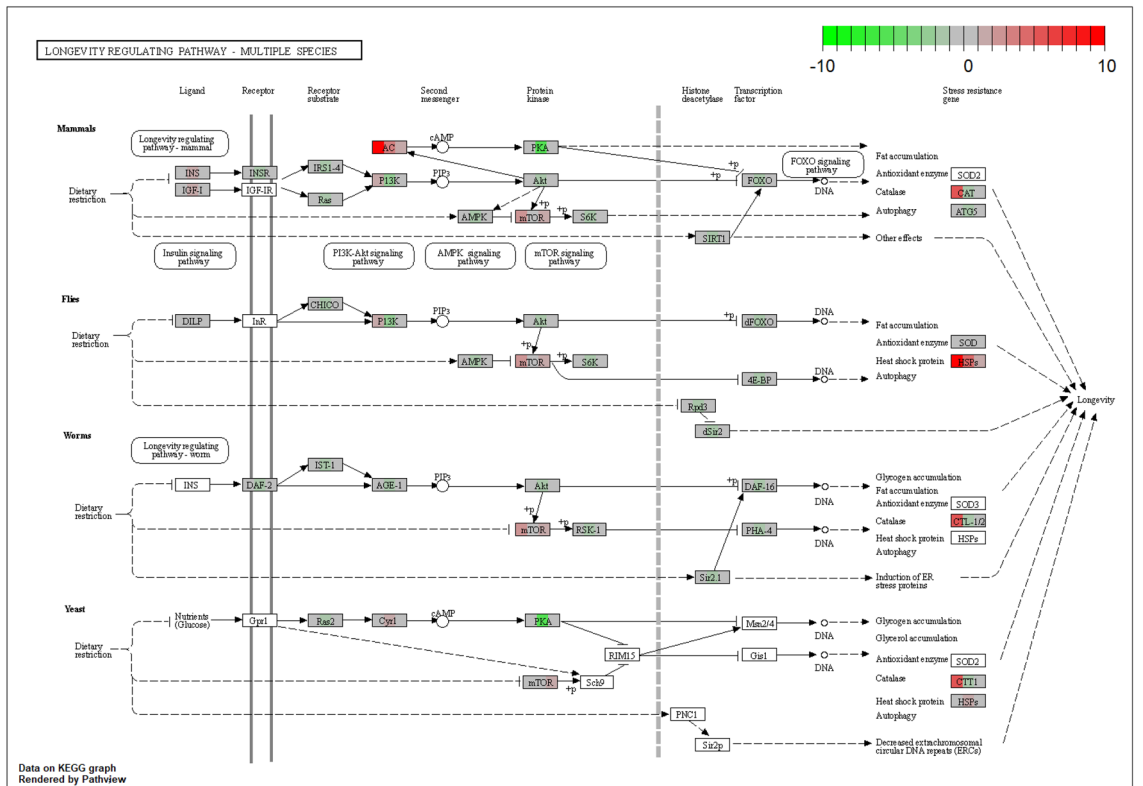 LONGEVITY REGULATING PATHWAY - MULTIPLE SPECIES
-10 0 10
Ligand Receptor Receptor substrate Second messenger Protein kinase Histone deacetylase Transcription factor Stress resistance gene
Mammals
Longevity regulating
pathway - mammal
cAMP
AC PKA
+p
FOXO signaling
pathway
Fat accumulation
INS INSR IRS1-4 PI3K PIP3 Akt +p FOXO DNA
Antioxidant enzyme SOD2
IGF-I IGF-IR Ras
Catalase CAT
Dietary
restriction
+p
AMPK mTOR +p S6K
Autophagy ATG5
SIRT1
Other effects
Insulin signaling
pathway
PI3K-Akt signaling
pathway
AMPK signaling
pathway
mTOR signaling
pathway
Flies
CHICO
PIP3
+p
DNA
DILP InR P13K Akt dFOXO
Fat accumulation
Dietary
restriction
+p
Antioxidant enzyme SOD
AMPK mTOR +p S6K
Heat shock protein HSPs
Autophagy
DNA
4E-BP
Longevity
Rpd3
dSir2
Worms
Longevity regulating
pathway - worm
IST-1
PIP3
+p
INS DAF-2 AGE-1 Akt DAF-16
DNA
Glycogen accumulation
Fat accumulation
Antioxidant enzyme SOD3
Dietary
restriction
+p
mTOR +p RSK-1 PHA-4
DNA
Catalase CTL-1/2
Heat shock protein HSPs
Autophagy
Sir2.1
Induction of ER
stress proteins
Yeast
Nutrients
(Glucose)
cAMP
Gpr1 Ras2 Cyr1 PKA Msn2/4
DNA
Glycogen accumulation
Glycerol accumulation
Dietary
restriction
RIM15 Gis1
DNA
Antioxidant enzyme SOD2
mTOR +p Sch9
Catalase CTT1
Heat shock protein HSPs
Autophagy
PNC1
Sir2p
Decreased extrachromosomal
circular DNA repeats (ERCs)
Data on KEGG graph
Rendered by Pathview